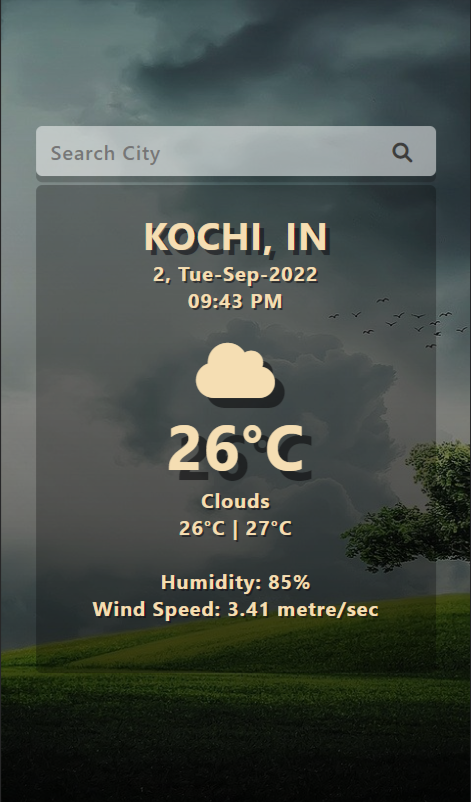 Search City
KOCHI, IN
2, Tue-Sep-2022
09:43 PM
26°C
Clouds
26°C | 27°C
Humidity: 85%
Wind Speed: 3.41 metre/sec